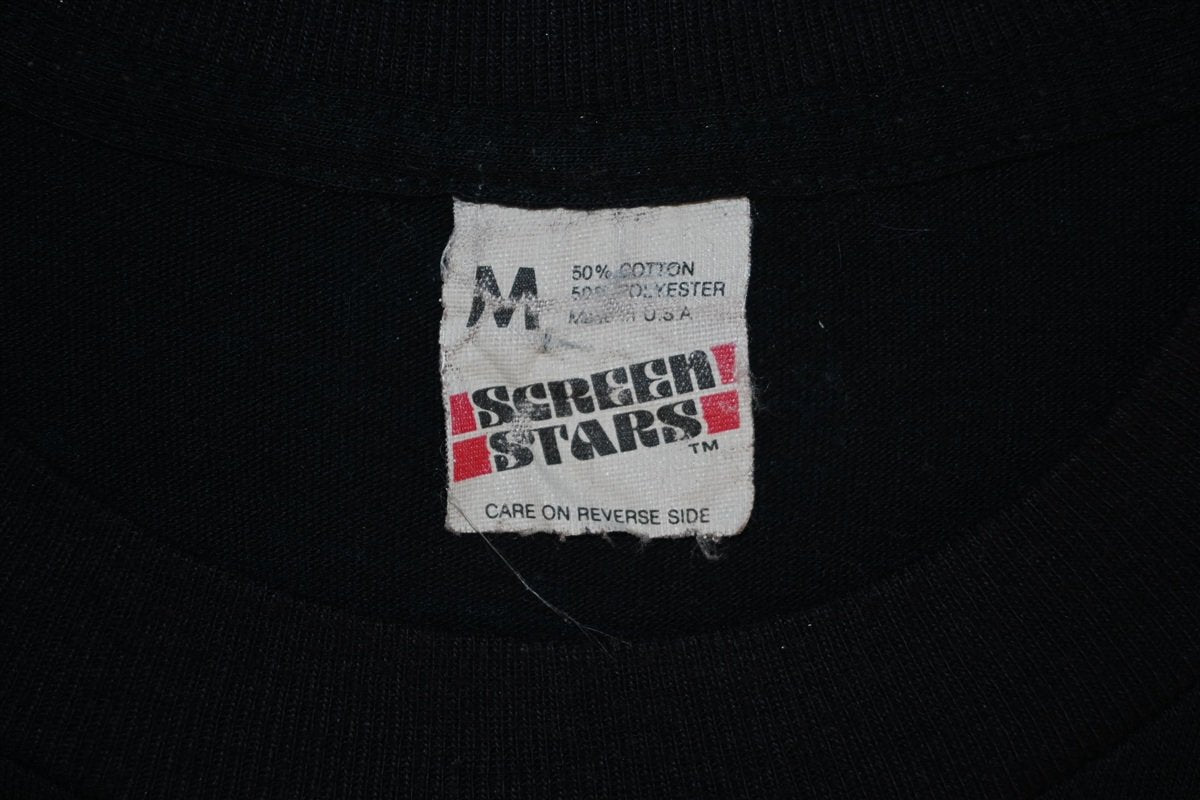 M
50% COTTON
50% POLYESTER
MADE IN U.S.A
SCREEN
STARS
TM
CARE ON REVERSE SIDE